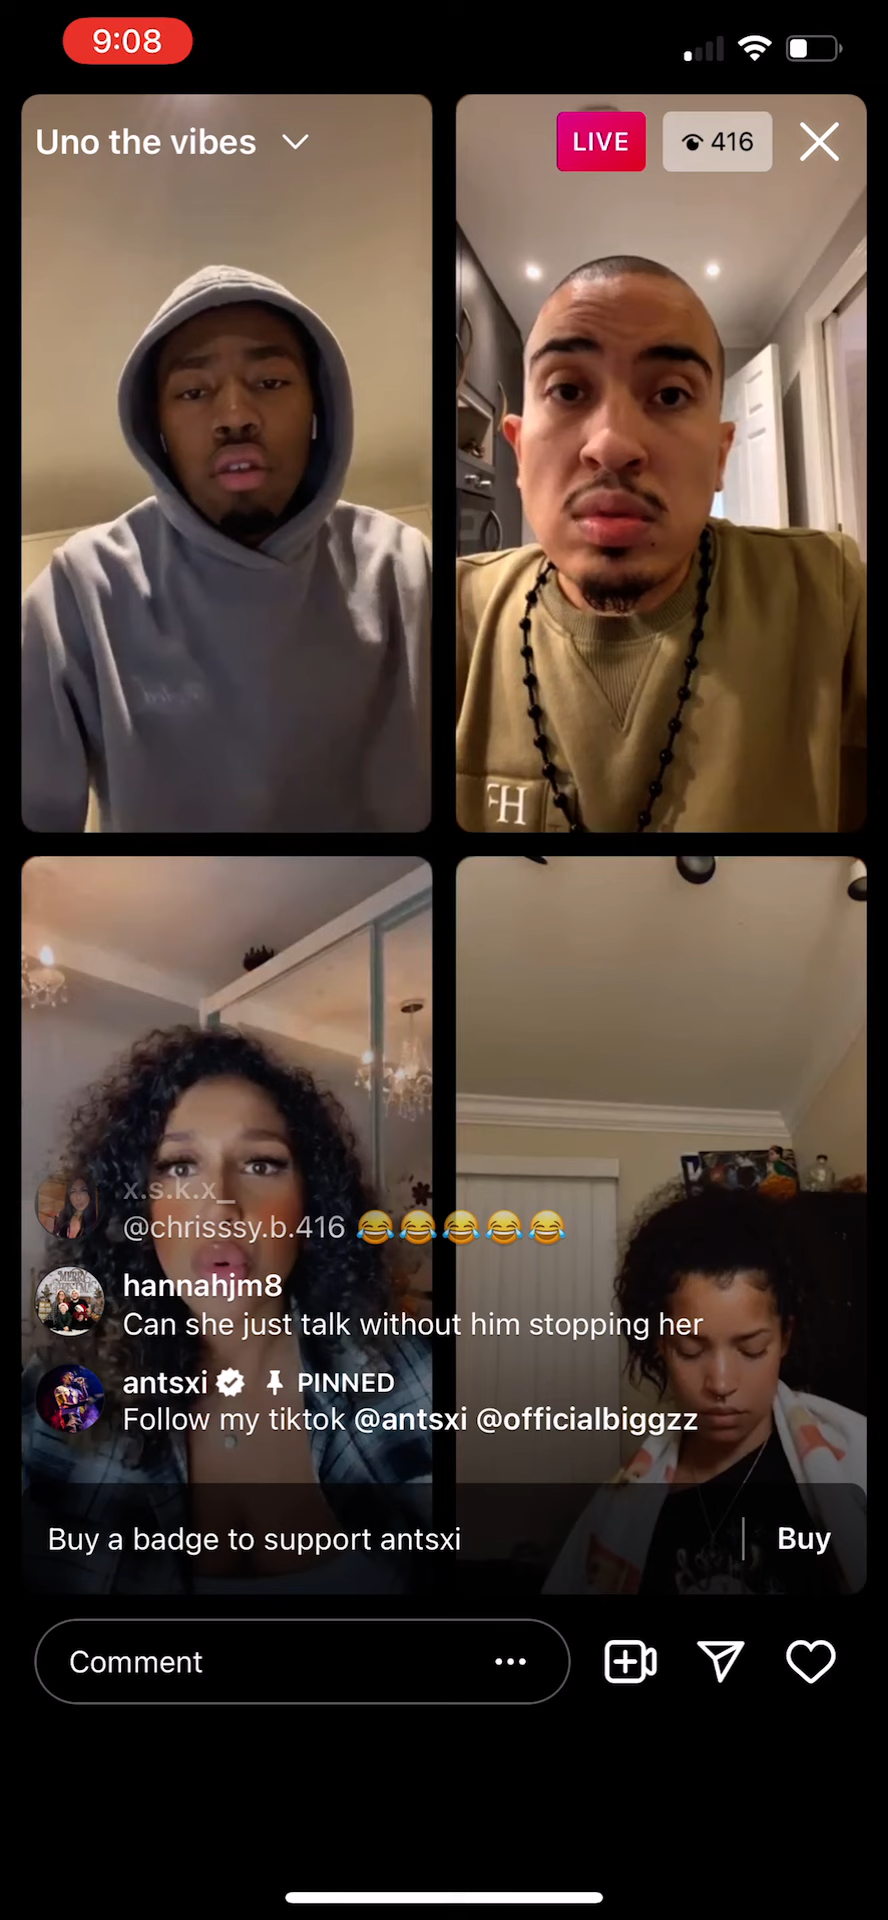 9:08
Uno the vibes
LIVE
416
FH
x.s.k.x_
@chrisssy.b.416 😂😂😂😂😂
hannahjm8
Can she just talk without him stopping her
antsxi PINNED
Follow my tiktok @antsxi @officialbiggzz
Buy a badge to support antsxi
Buy
Comment